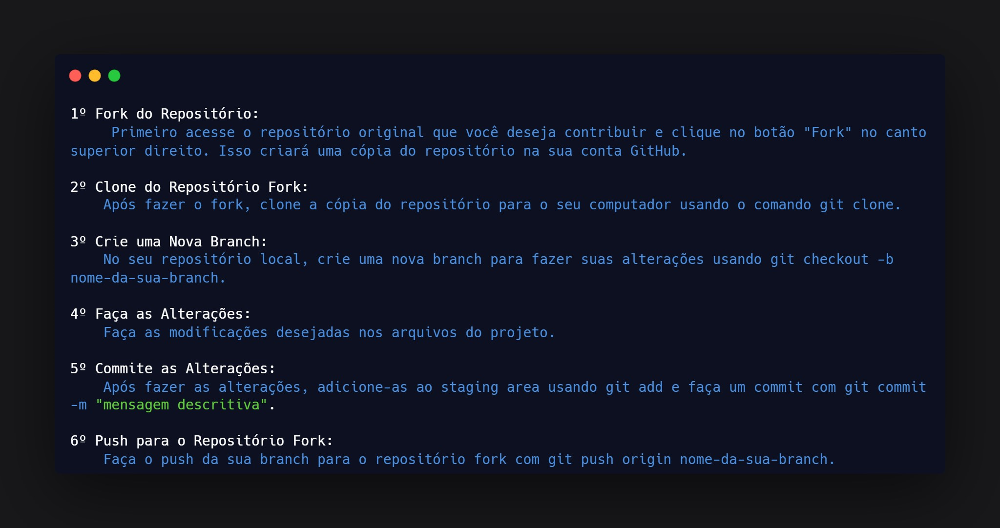 1º Fork do Repositório:
Primeiro acesse o repositório original que você deseja contribuir e clique no botão "Fork" no canto
superior direito. Isso criará uma cópia do repositório na sua conta GitHub.
2º Clone do Repositório Fork:
Após fazer o fork, clone a cópia do repositório para o seu computador usando o comando git clone.
3º Crie uma Nova Branch:
No seu repositório local, crie uma nova branch para fazer suas alterações usando git checkout -b
nome-da-sua-branch.
4º Faça as Alterações:
Faça as modificações desejadas nos arquivos do projeto.
5º Commite as Alterações:
Após fazer as alterações, adicione-as ao staging area usando git add e faça um commit com git commit
-m "mensagem descritiva".
6º Push para o Repositório Fork:
Faça o push da sua branch para o repositório fork com git push origin nome-da-sua-branch.